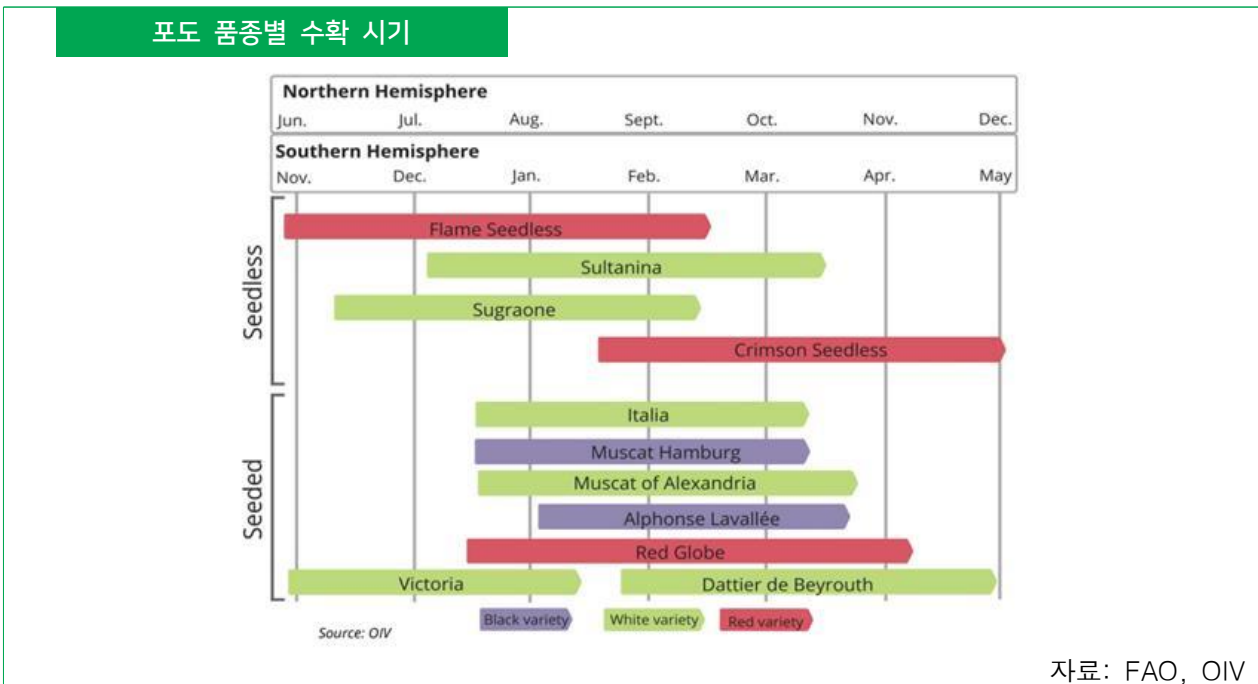 포도 품종별 수확 시기
Northern Hemisphere
Jun. Jul. Aug. Sept. Oct. Nov. Dec.
Southern Hemisphere
Nov. Dec. Jan. Feb. Mar. Apr. May
Seedless
Flame Seedless
Sultanina
Sugraone
Crimson Seedless
Seeded
Italia
Muscat Hamburg
Muscat of Alexandria
Alphonse Lavallée
Red Globe
Victoria Dattier de Beyrouth
Black variety White variety Red variety
Source: OIV
자료: FAO, OIV